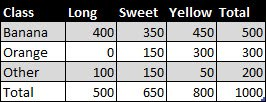 Class Long Sweet Yellow Total
Banana 400 350 450 500
Orange 0 150 300 300
Other 100 150 50 200
Total 500 650 800 1000